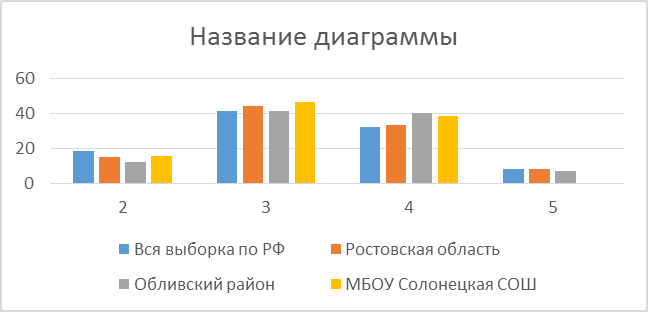 Название диаграммы
60
40
20
0
2 3 4 5
Вся выборка по РФ Ростовская область
Обливский район МБОУ Солонецкая СОШ